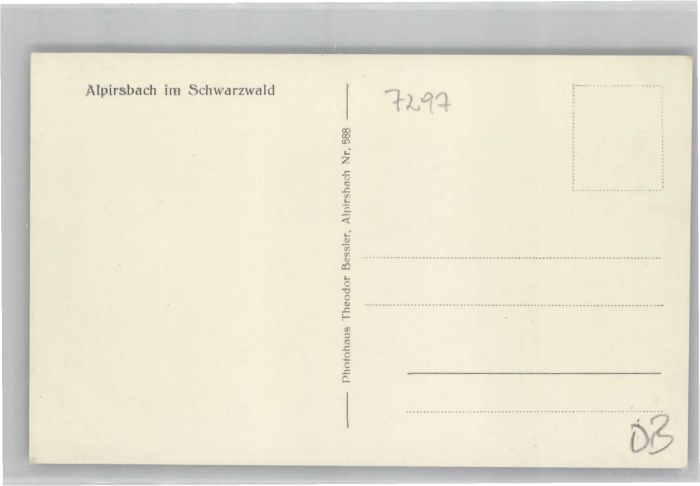 Alpirsbach im Schwarzwald
Photohaus Theodor Bessler, Alpirsbach Nr. 588
7297
DB